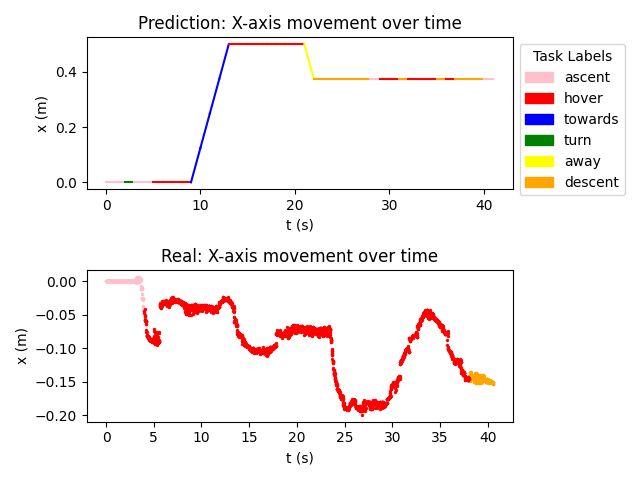 Prediction: X-axis movement over time
x (m)
0.4
0.2
0.0
0
10
20
30
40
t (s)
Task Labels
ascent
hover
towards
turn
away
descent
Real: X-axis movement over time
x (m)
0.00
−0.05
−0.10
−0.15
−0.20
0
5
10
15
20
25
30
35
40
t (s)